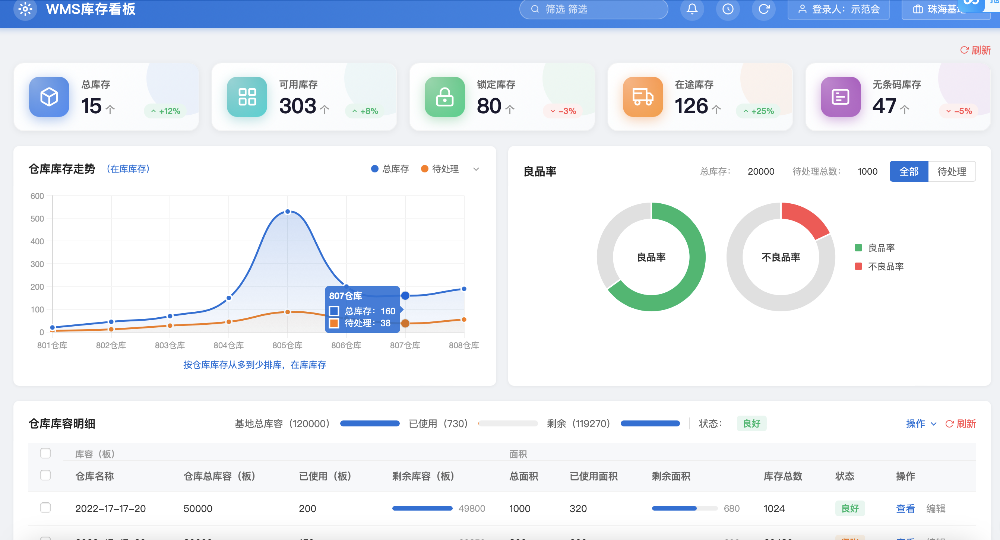 WMS库存看板
筛选 筛选
登录人：示范会
珠海基
刷新
总库存
15 个
+12%
可用库存
303 个
+8%
锁定库存
80 个
-3%
在途库存
126 个
+25%
无条码库存
47 个
-5%
仓库库存走势 （在库库存）
总库存 待处理
600
500
400
300
200
100
0
807仓库
总库存：160
待处理：38
801仓库 802仓库 803仓库 804仓库 805仓库 806仓库 807仓库 808仓库
按仓库库存从多到少排库，在库库存
良品率
总库存： 20000 待处理总数： 1000 全部 待处理
良品率
不良品率
良品率
不良品率
仓库库容明细
基地总库容（120000） 已使用（730） 剩余（119270） 状态： 良好
操作 刷新
库容（板） 面积
仓库名称 仓库总库容（板） 已使用（板） 剩余库容（板） 总面积 已使用面积 剩余面积 库存总数 状态 操作
2022-17-17-20 50000 200 49800 1000 320 680 1024 良好 查看 编辑